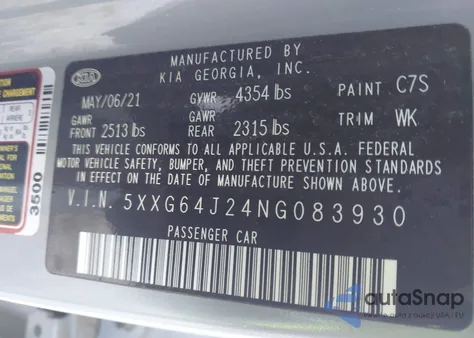 MANUFACTURED BY
KIA GEORGIA, INC.
MAY/06/21 GVWR 4354 lbs PAINT C7S
GAWR GAWR
FRONT 2513 lbs REAR 2315 lbs TRIM WK
THIS VEHICLE CONFORMS TO ALL APPLICABLE U.S.A. FEDERAL
MOTOR VEHICLE SAFETY, BUMPER, AND THEFT PREVENTION STANDARDS
IN EFFECT ON THE DATE OF MANUFACTURE SHOWN ABOVE.
V.I.N. 5XXG64J24NG083930
PASSENGER CAR
3500
autoSnap